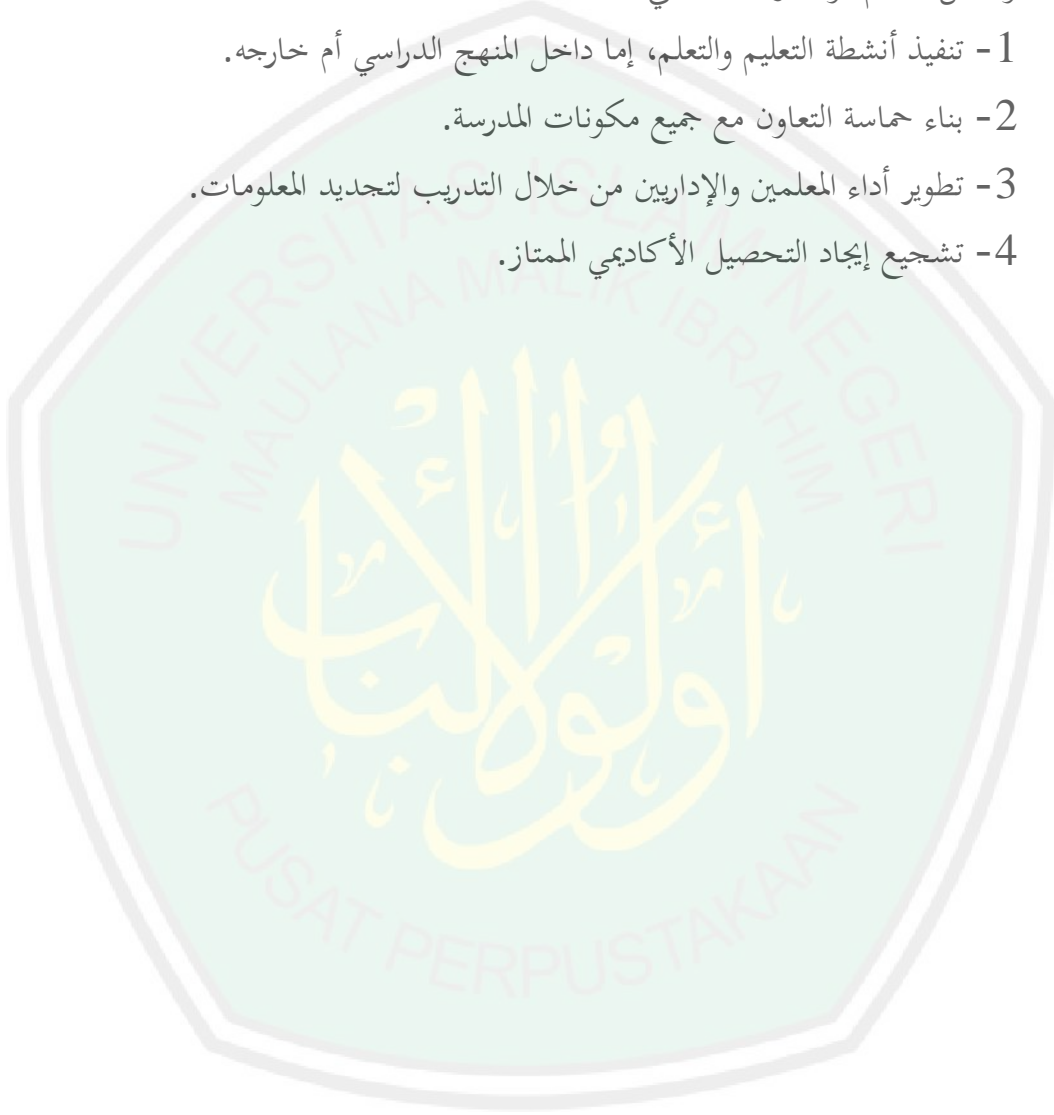 1- تنفيذ أنشطة التعليم والتعلم، إما داخل المنهج الدراسي أم خارجه.
2- بناء حماسة التعاون مع جميع مكونات المدرسة.
3- تطوير أداء المعلمين والإداريين من خلال التدريب لتجديد المعلومات.
4- تشجيع إيجاد التحصيل الأكاديمي الممتاز.
UNIVERSITAS ISLAM NEGERI
MAULANA MALIK IBRAHIM
أولوا الألباب
PUSAT PERPUSTAKAAN